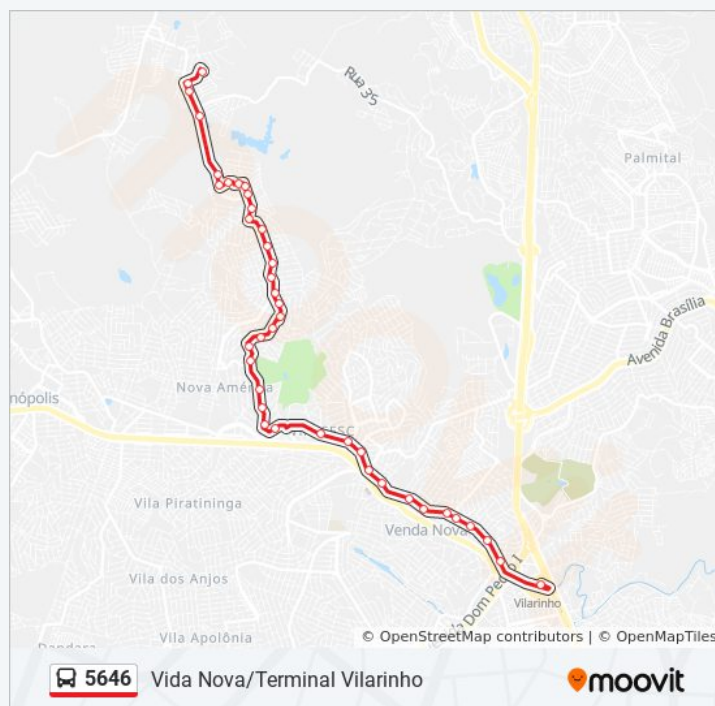 Rua 35
Palmital
Avenida Brasília
Nova América
nópolis
Vila Piratininga
Venda Nova
Vila dos Anjos
Vilarinho
Vila Apolônia
© OpenStreetMap contributors | © OpenMapTiles
5646 Vida Nova/Terminal Vilarinho
moovit